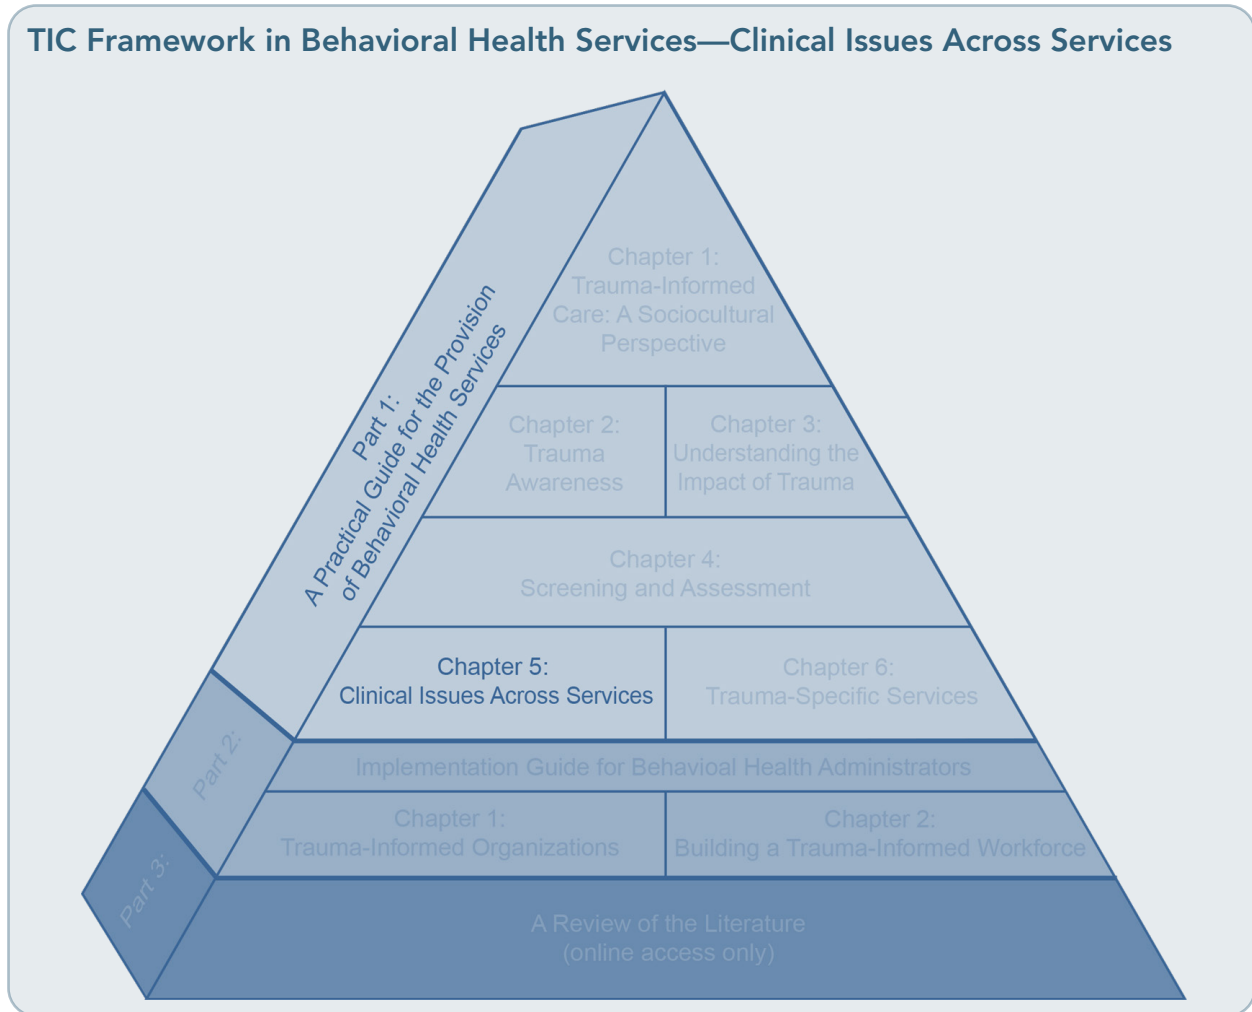 TIC Framework in Behavioral Health Services—Clinical Issues Across Services
Part 1:
A Practical Guide for the Provision
of Behavioral Health Services
Chapter 1:
Trauma-Informed
Care: A Sociocultural
Perspective
Chapter 2:
Trauma
Awareness
Chapter 3:
Understanding the
Impact of Trauma
Chapter 4:
Screening and Assessment
Chapter 5:
Clinical Issues Across Services
Chapter 6:
Trauma-Specific Services
Part 2:
Implementation Guide for Behavioal Health Administrators
Chapter 1:
Trauma-Informed Organizations
Chapter 2:
Building a Trauma-Informed Workforce
Part 3:
A Review of the Literature
(online access only)